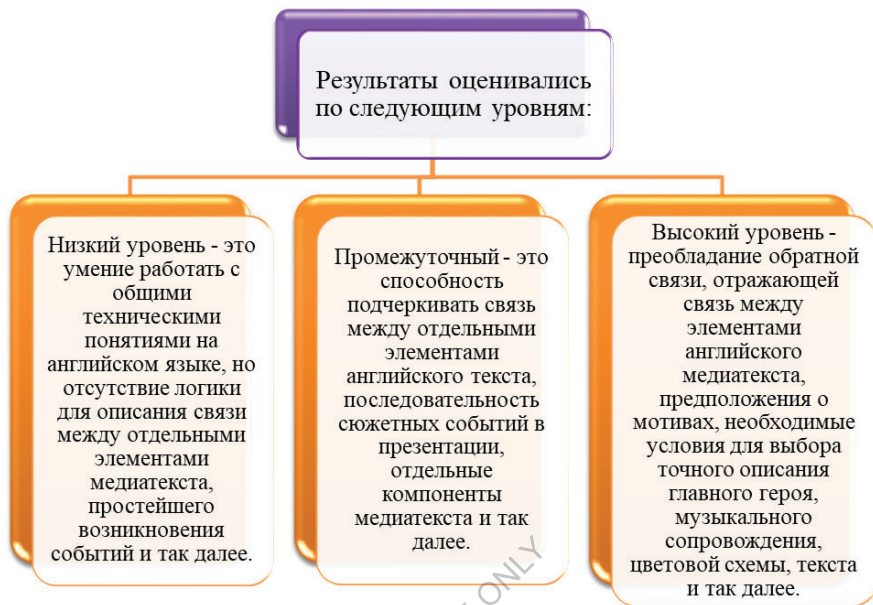 Результаты оценивались
по следующим уровням:
Низкий уровень - это
умение работать с
общими
техническими
понятиями на
английском языке, но
отсутствие логики
для описания связи
между отдельными
элементами
медиатекста,
простейшего
возникновения
событий и так далее.
Промежуточный - это
способность
подчеркивать связь
между отдельными
элементами
английского текста,
последовательность
сюжетных событий в
презентации,
отдельные
компоненты
медиатекста и так
далее.
Высокий уровень -
преобладание обратной
связи, отражающей
связь между
элементами
английского
медиатекста,
предположения о
мотивах, необходимые
условия для выбора
точного описания
главного героя,
музыкального
сопровождения,
цветовой схемы, текста
и так далее.
ONLY